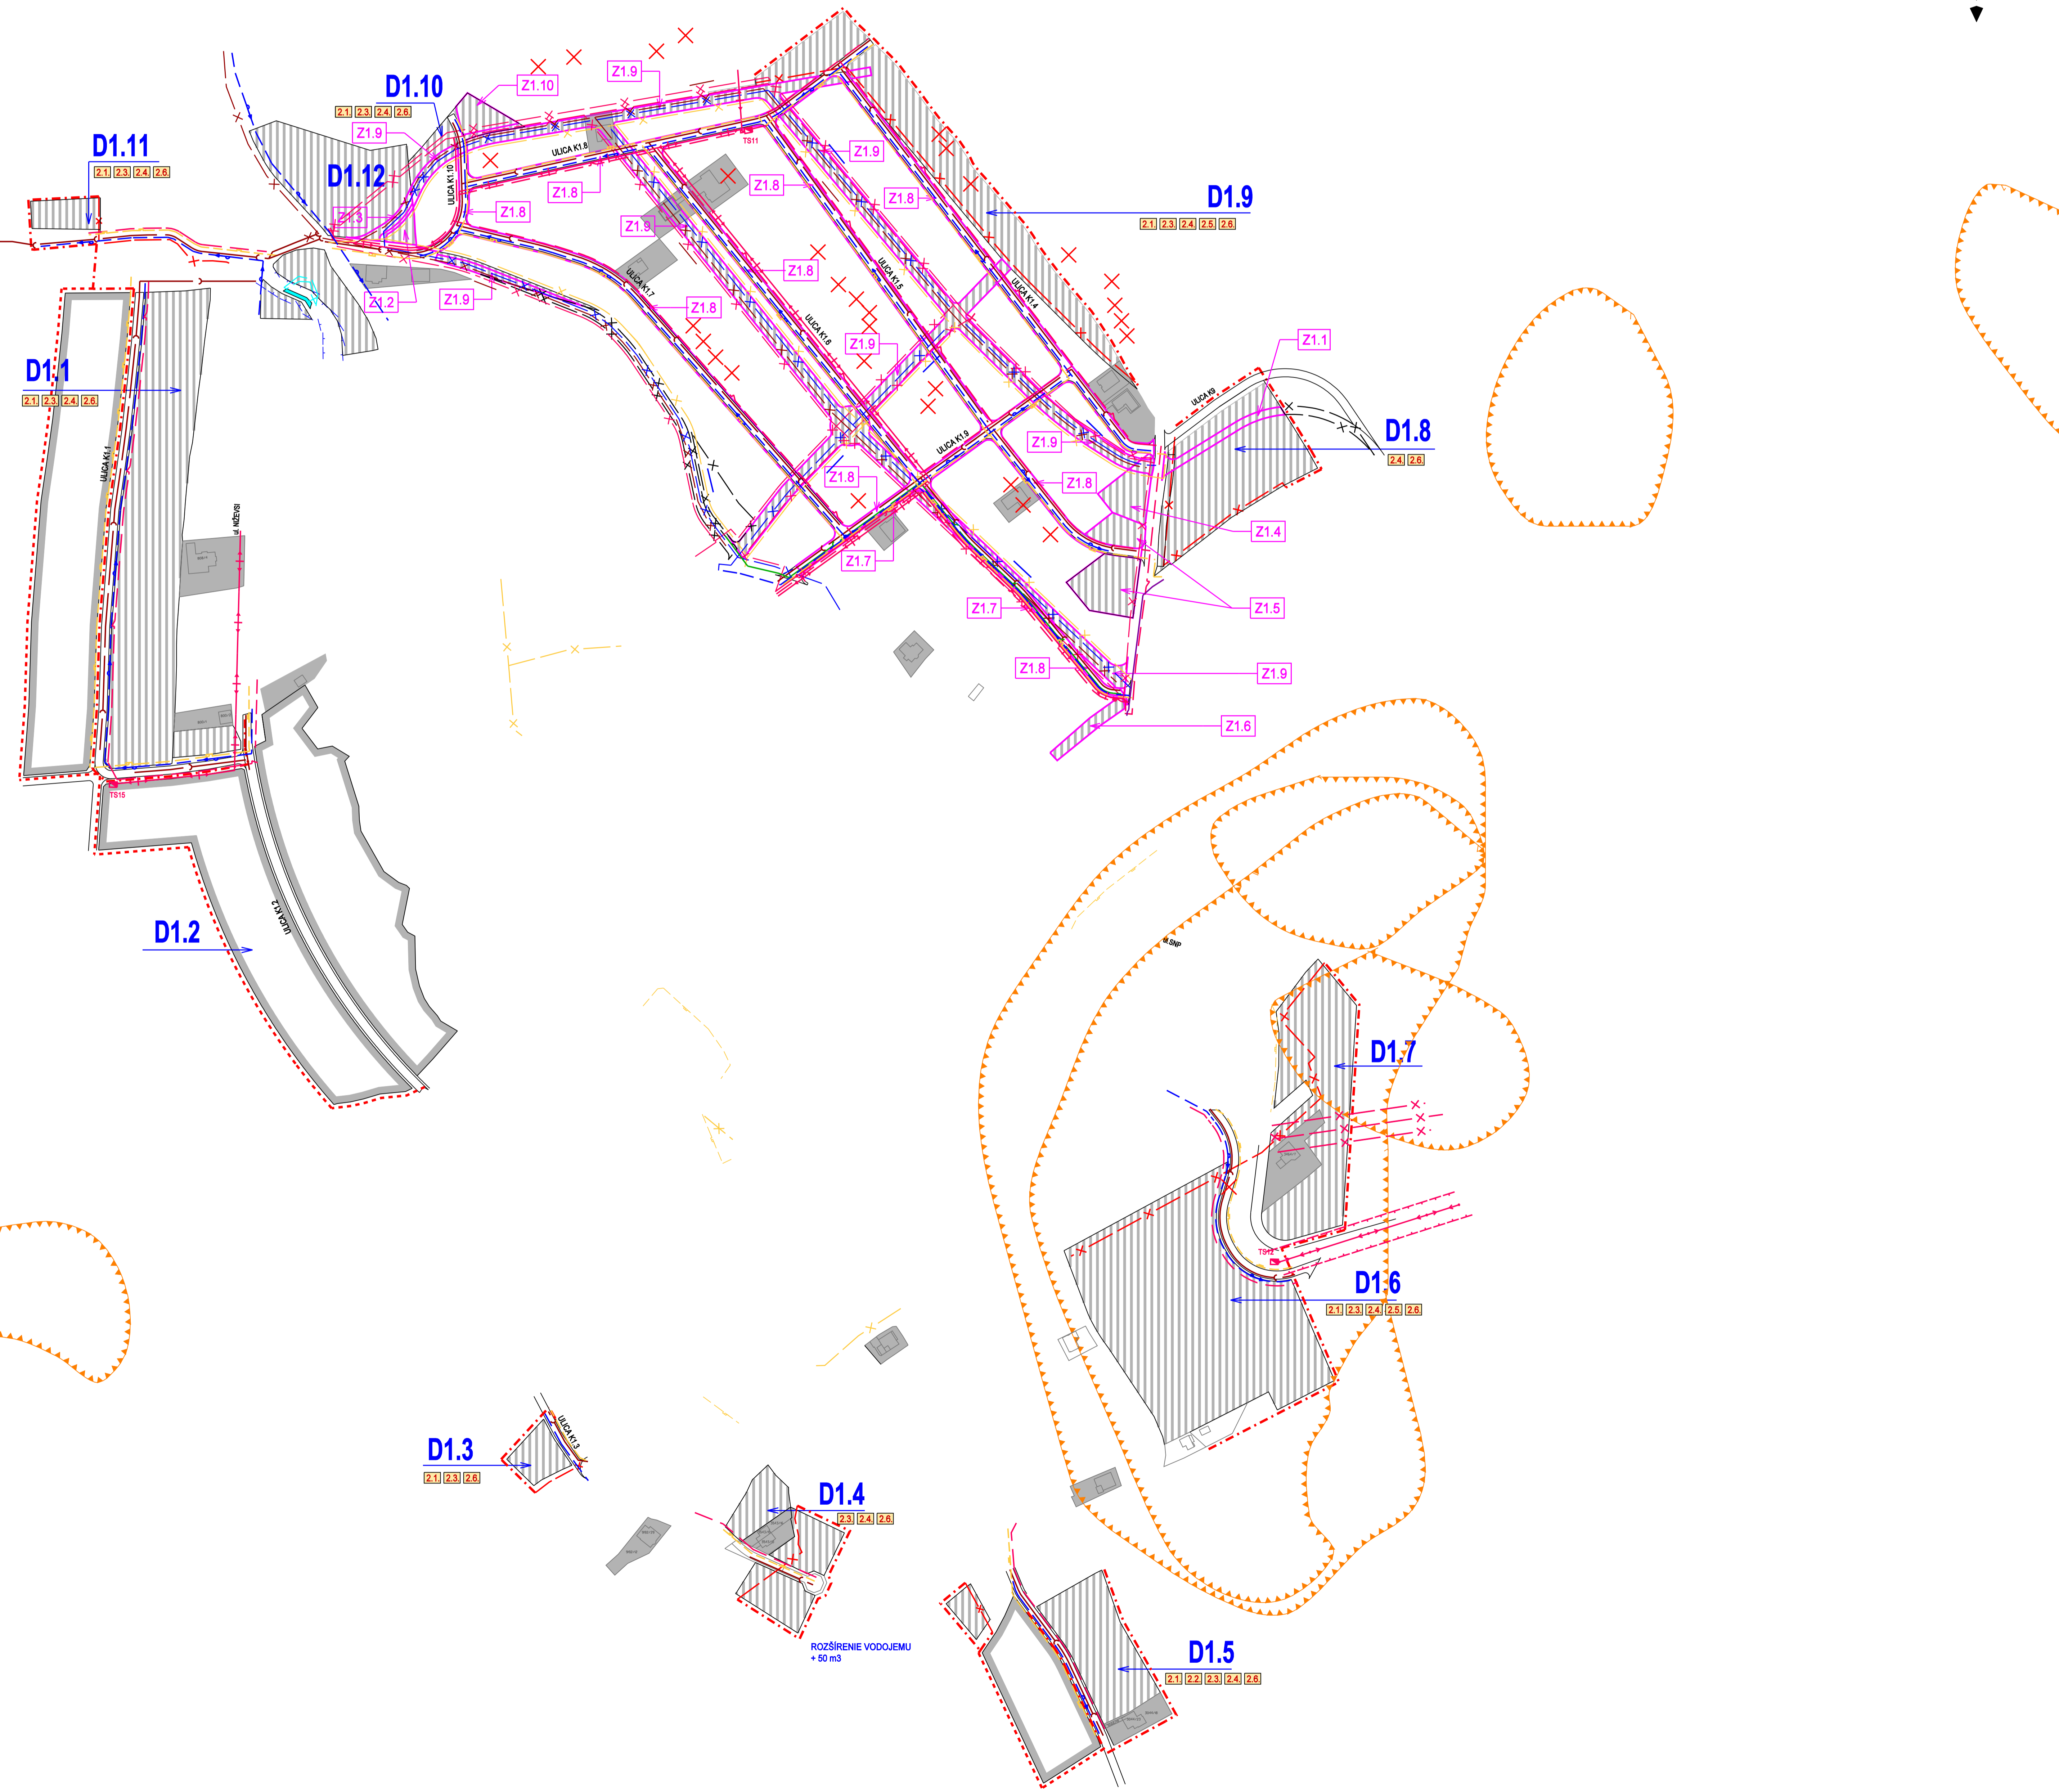 D1.10
2.1. 2.3. 2.4. 2.6.
Z1.10
Z1.9
Z1.9
D1.11
2.1. 2.3. 2.4. 2.6.
D1.12
ULICA K1.8
TS11
ULICA K1.10
Z1.9
Z1.8
Z1.8
Z1.8
Z1.8
Z1.3
Z1.9
D1.9
2.1. 2.3. 2.4. 2.5. 2.6.
Z1.8
ULICA K1.7
ULICA K1.5
ULICA K1.4
Z1.2
Z1.9
Z1.8
ULICA K1.6
Z1.9
Z1.1
D1.1
2.1. 2.3. 2.4. 2.6.
ULICA K9
D1.8
2.4. 2.6.
ULICA K1.1
ULICA K1.9
Z1.9
Z1.8
Z1.8
ul. NIŽEVSI
Z1.4
Z1.7
Z1.7
Z1.5
Z1.8
Z1.9
Z1.6
TS15
D1.2
ULICA K1.2
ul.SNP
D1.7
TS12
D1.6
2.1. 2.3. 2.4. 2.5. 2.6.
D1.3
2.1. 2.3. 2.6.
ULICA K1.3
D1.4
2.3. 2.4. 2.6.
ROZŠÍRENIE VODOJEMU
+ 50 m3
D1.5
2.1. 2.2. 2.3. 2.4. 2.6.